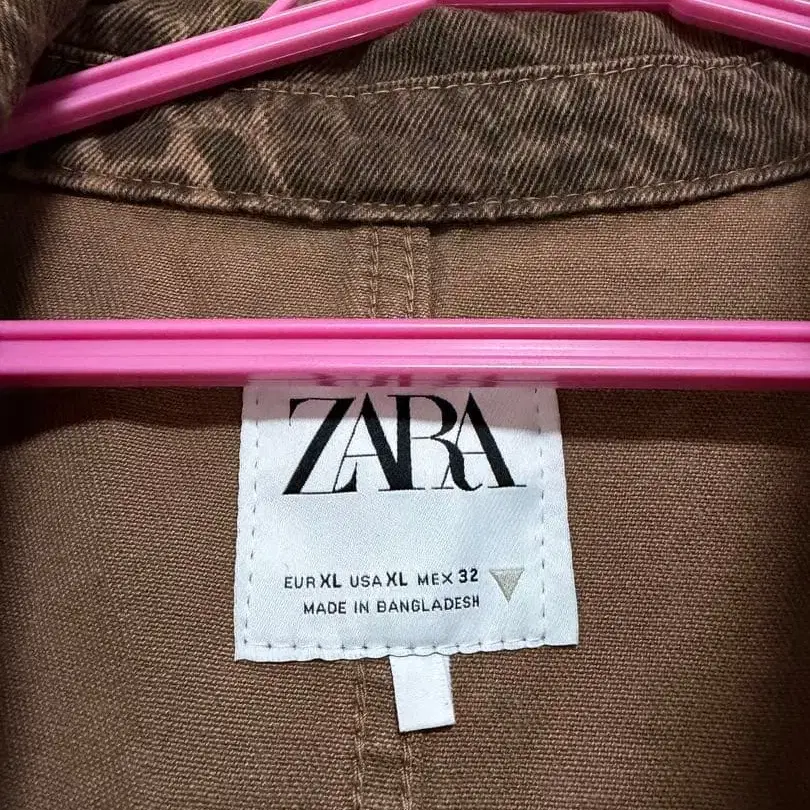 ZARA
EUR XL USA XL MEX 32
MADE IN BANGLADESH